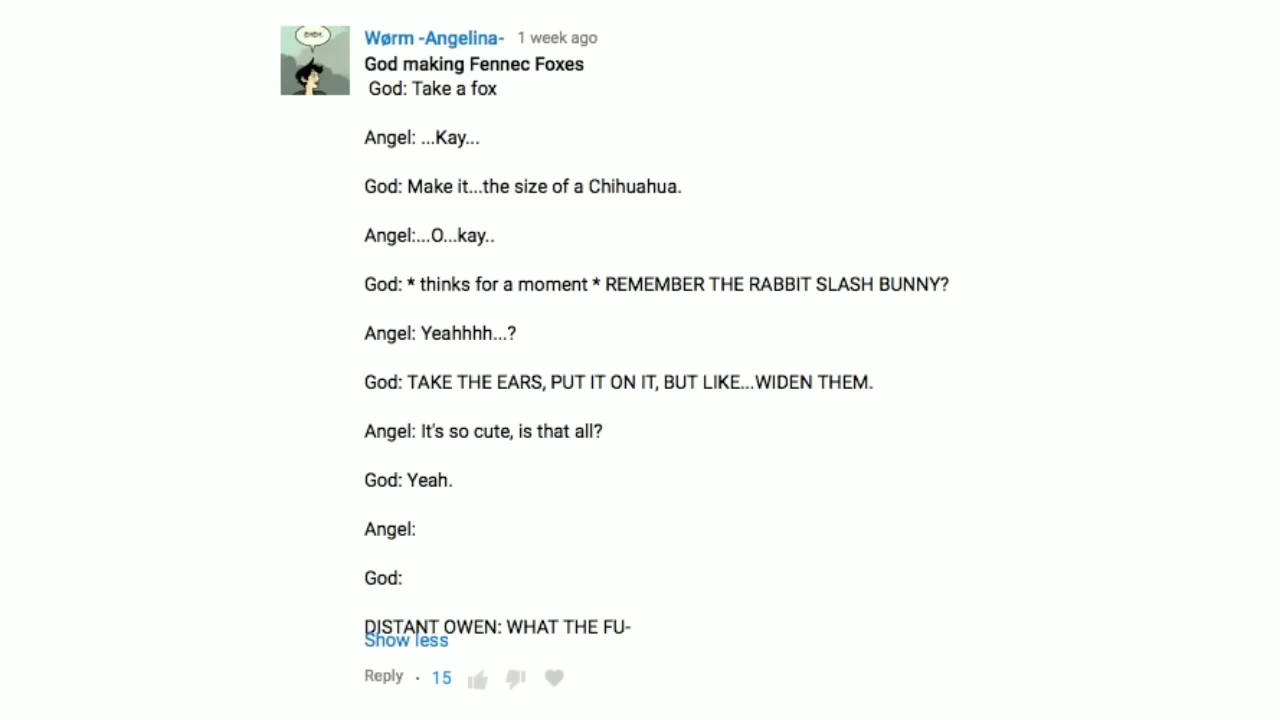 Wørm -Angelina- 1 week ago
God making Fennec Foxes
God: Take a fox
Angel: ...Kay...
God: Make it...the size of a Chihuahua.
Angel:...O...kay..
God: * thinks for a moment * REMEMBER THE RABBIT SLASH BUNNY?
Angel: Yeahhhh...?
God: TAKE THE EARS, PUT IT ON IT, BUT LIKE...WIDEN THEM.
Angel: It's so cute, is that all?
God: Yeah.
Angel:
God:
DISTANT OWEN: WHAT THE FU-
Show less
Reply · 15